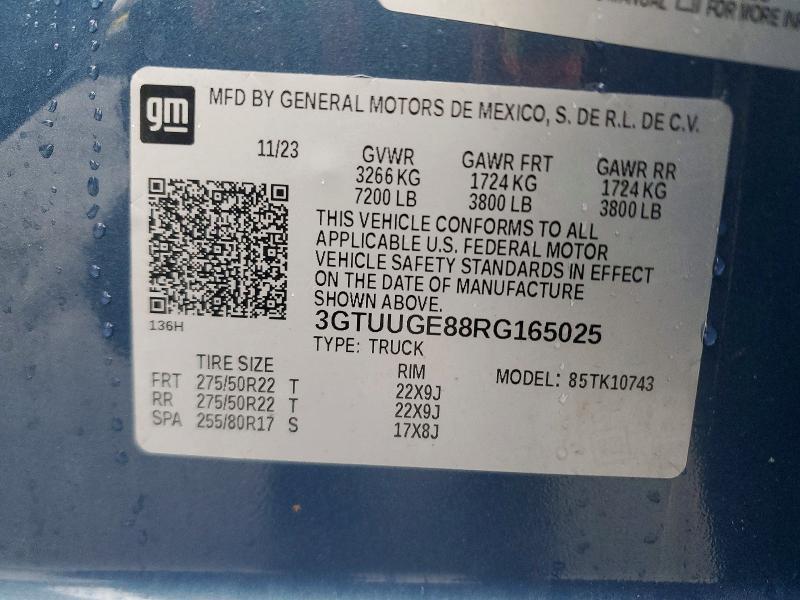 MANUAL FOR MORE
gm
MFD BY GENERAL MOTORS DE MEXICO, S. DE R.L. DE C.V.
11/23 GVWR GAWR FRT GAWR RR
3266 KG 1724 KG 1724 KG
7200 LB 3800 LB 3800 LB
THIS VEHICLE CONFORMS TO ALL
APPLICABLE U.S. FEDERAL MOTOR
VEHICLE SAFETY STANDARDS IN EFFECT
ON THE DATE OF MANUFACTURE
SHOWN ABOVE.
136H
3GTUUGE88RG165025
TYPE: TRUCK
TIRE SIZE RIM MODEL: 85TK10743
FRT 275/50R22 T 22X9J
RR 275/50R22 T 22X9J
SPA 255/80R17 S 17X8J